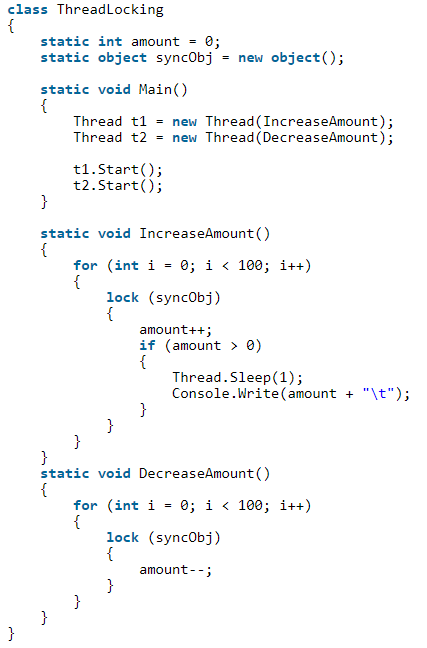 class ThreadLocking
{
    static int amount = 0;
    static object syncObj = new object();

    static void Main()
    {
        Thread t1 = new Thread(IncreaseAmount);
        Thread t2 = new Thread(DecreaseAmount);

        t1.Start();
        t2.Start();
    }

    static void IncreaseAmount()
    {
        for (int i = 0; i < 100; i++)
        {
            lock (syncObj)
            {
                amount++;
                if (amount > 0)
                {
                    Thread.Sleep(1);
                    Console.Write(amount + "\t");
                }
            }
        }
    }
    static void DecreaseAmount()
    {
        for (int i = 0; i < 100; i++)
        {
            lock (syncObj)
            {
                amount--;
            }
        }
    }
}